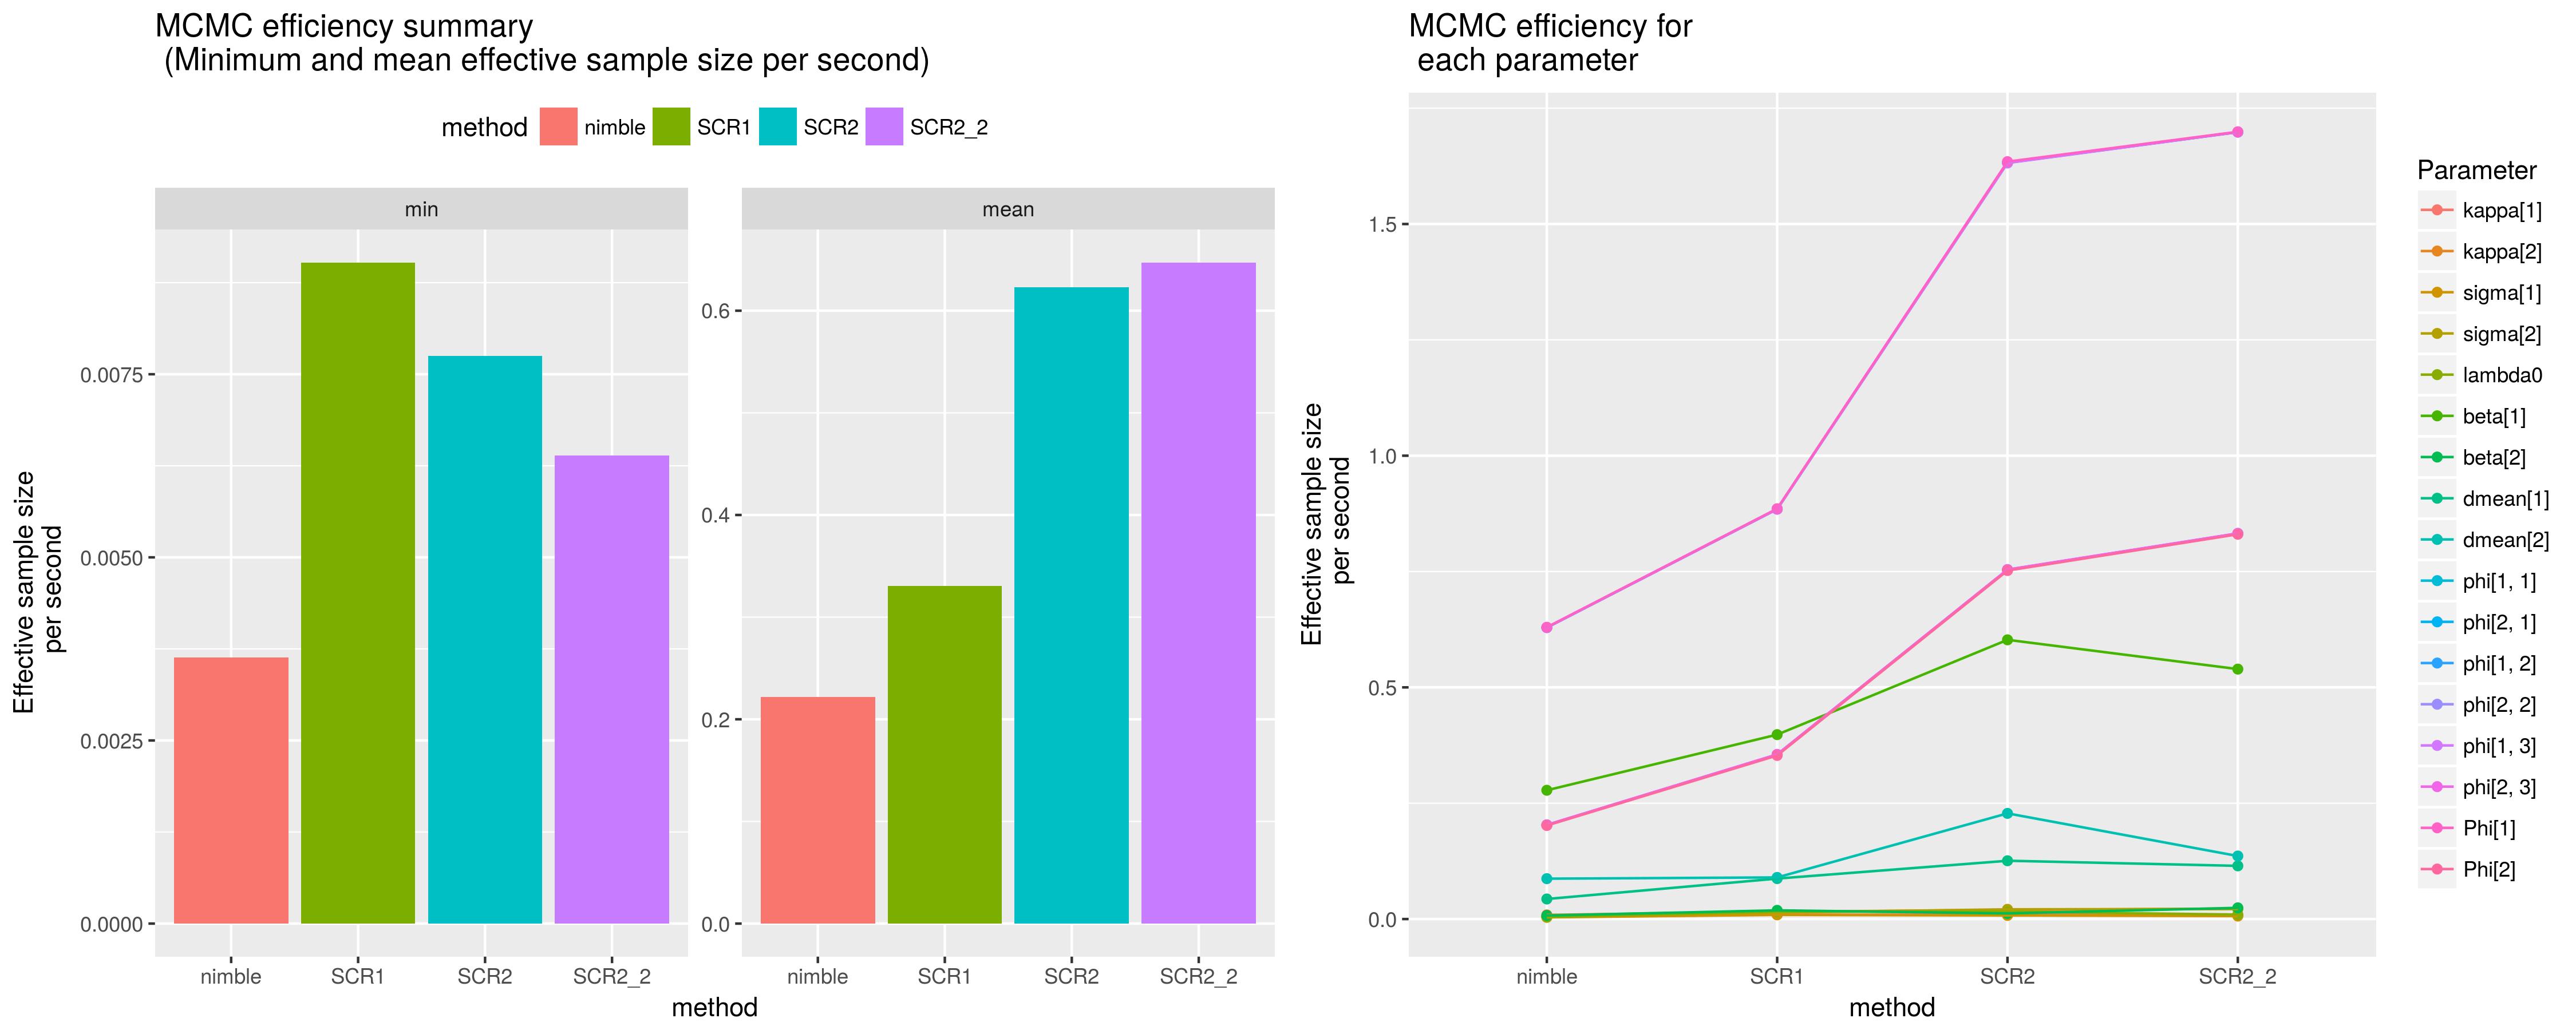 MCMC efficiency summary
(Minimum and mean effective sample size per second)
method nimble SCR1 SCR2 SCR2_2
min
mean
0.0075
0.0050
0.0025
0.0000
0.6
0.4
0.2
0.0
Effective sample size
per second
nimble SCR1 SCR2 SCR2_2
nimble SCR1 SCR2 SCR2_2
method
MCMC efficiency for
each parameter
1.5
1.0
0.5
0.0
Effective sample size
per second
nimble SCR1 SCR2 SCR2_2
method
Parameter
kappa[1]
kappa[2]
sigma[1]
sigma[2]
lambda0
beta[1]
beta[2]
dmean[1]
dmean[2]
phi[1, 1]
phi[2, 1]
phi[1, 2]
phi[2, 2]
phi[1, 3]
phi[2, 3]
Phi[1]
Phi[2]